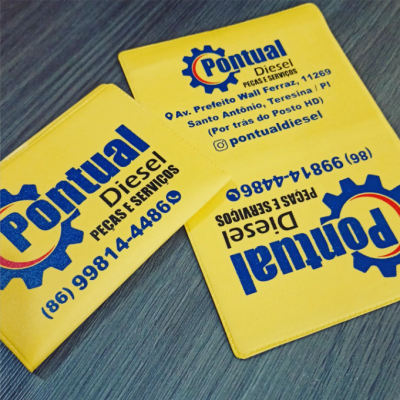 Pontual
Diesel
PEÇAS E SERVIÇOS
Av. Prefeito Wall Ferraz, 11269
Santo Antônio, Teresina / PI
(Por trás do Posto HD)
pontualdiesel
Pontual
Diesel
PEÇAS E SERVIÇOS
(86) 99814-4486
Pontual
Diesel
PEÇAS E SERVIÇOS
(86) 99814-4486